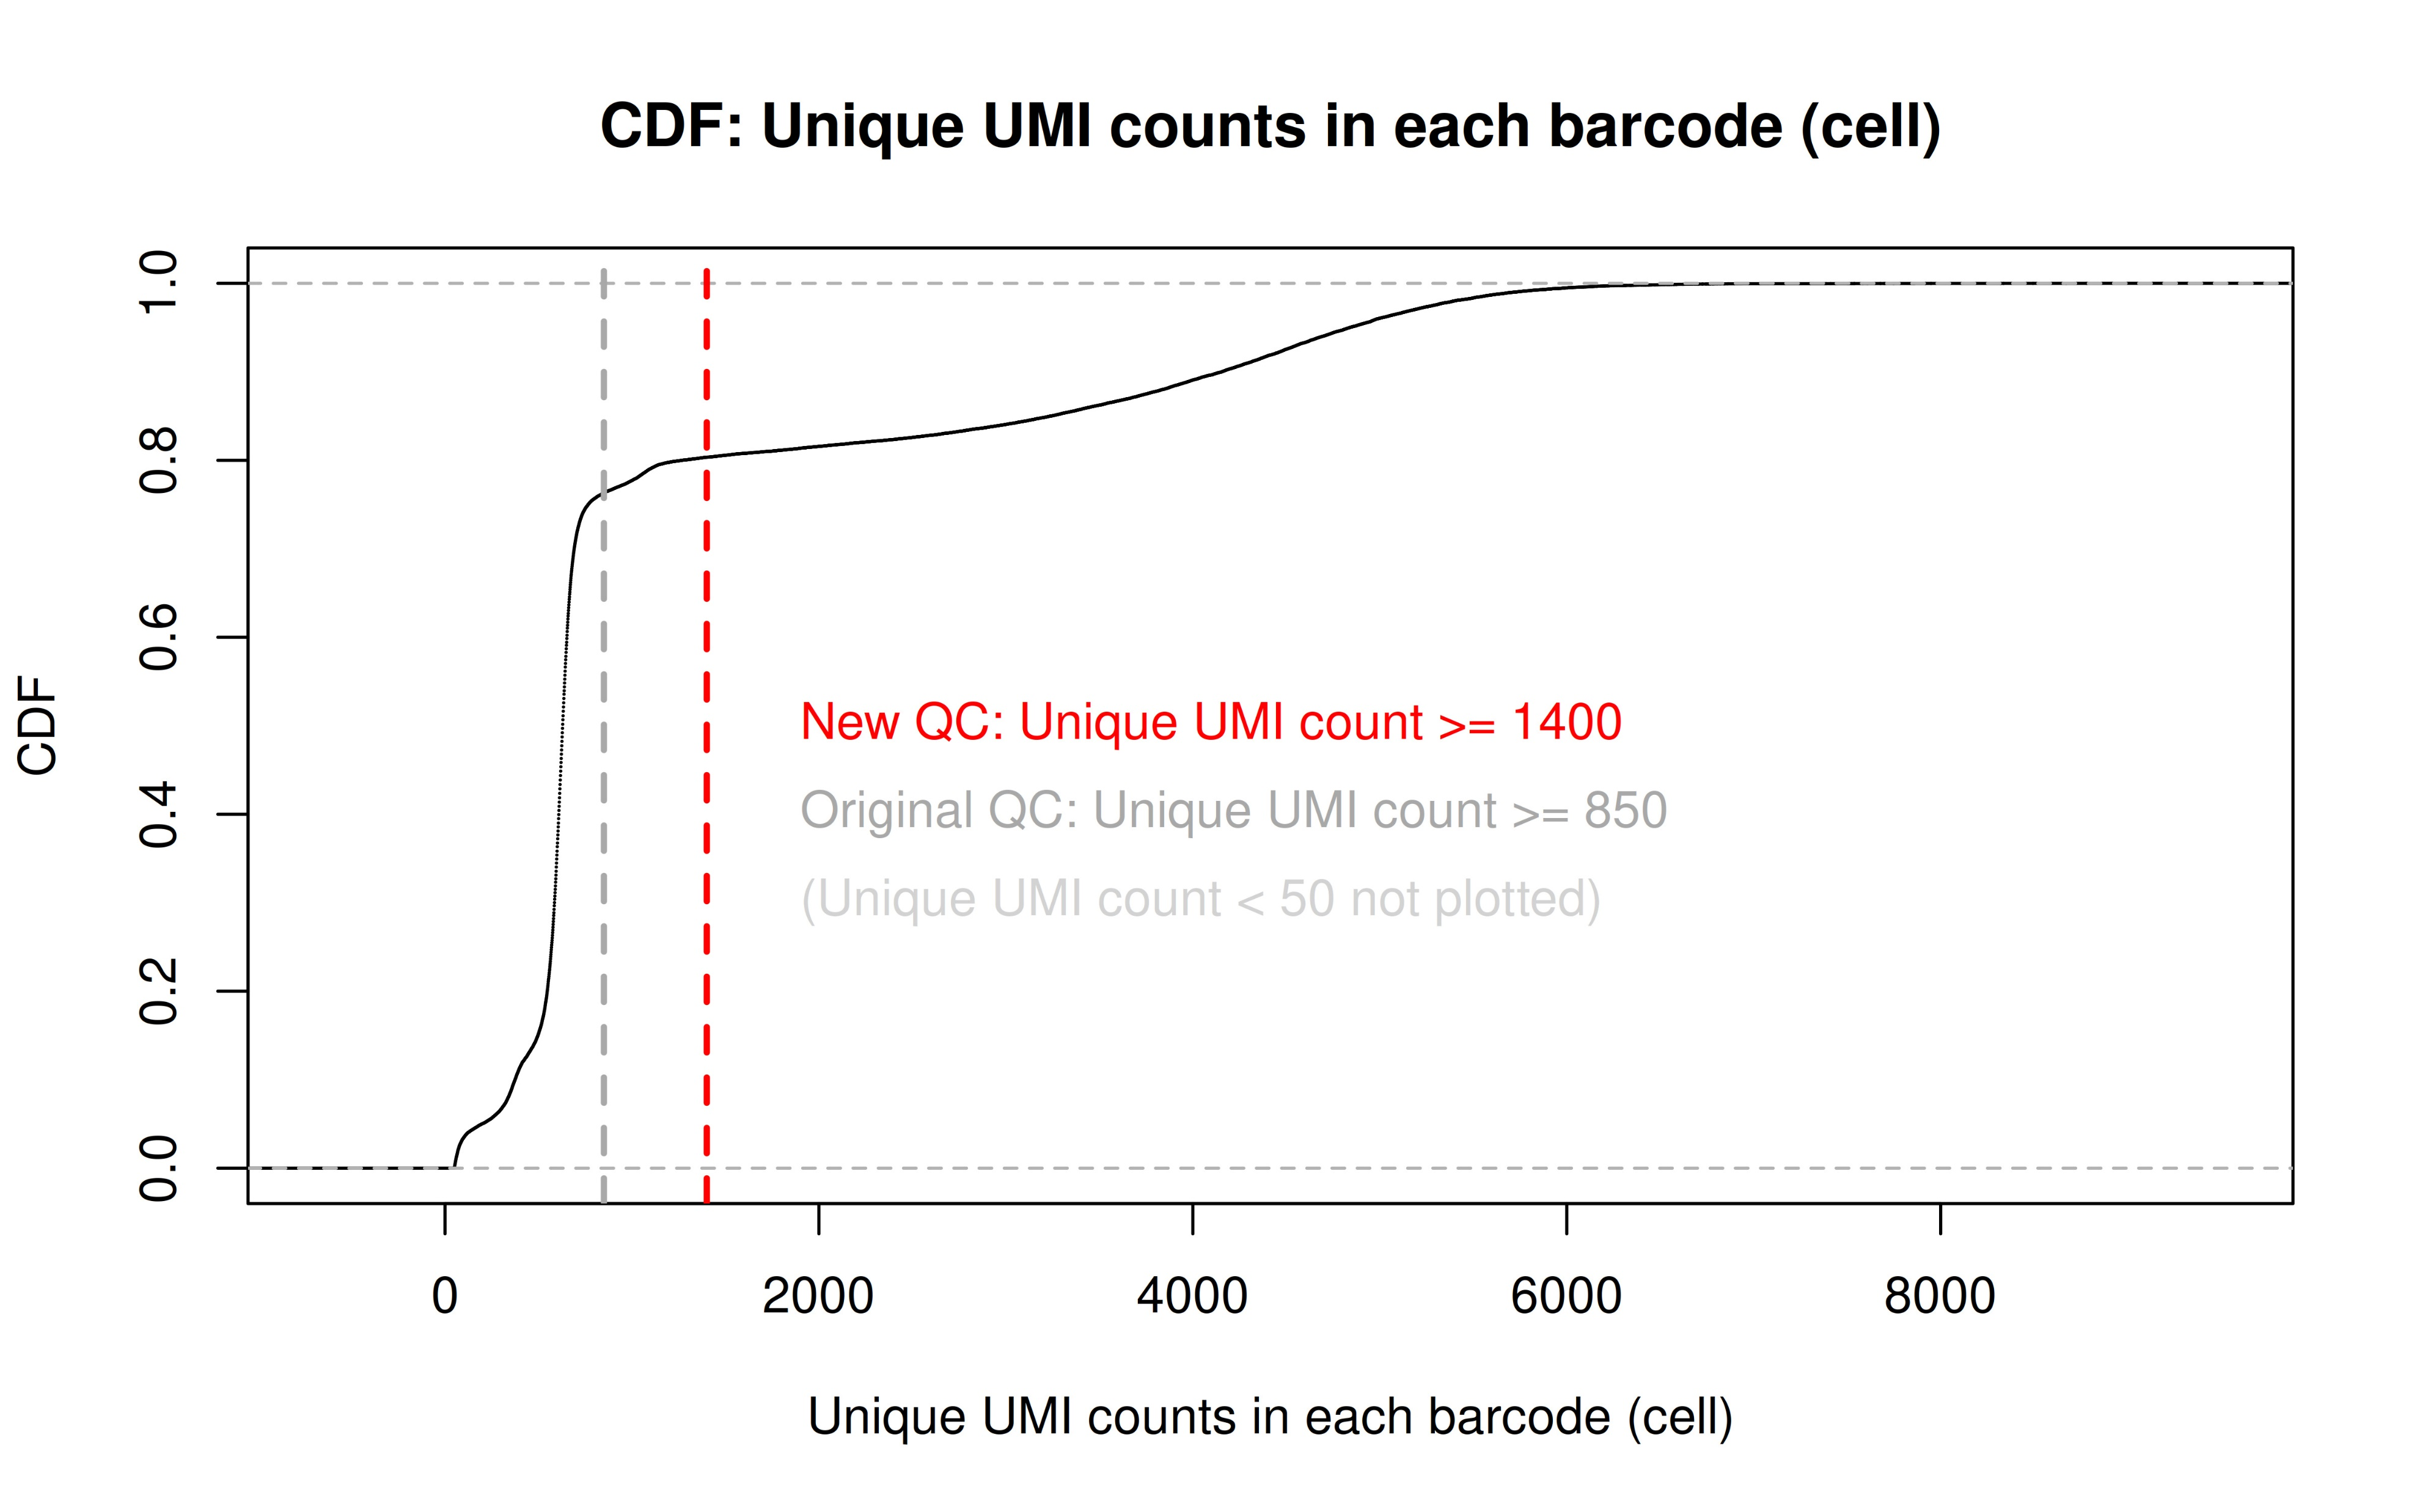 CDF: Unique UMI counts in each barcode (cell)
CDF
1.0
0.8
0.6
0.4
0.2
0.0
New QC: Unique UMI count >= 1400
Original QC: Unique UMI count >= 850
(Unique UMI count < 50 not plotted)
0 2000 4000 6000 8000
Unique UMI counts in each barcode (cell)